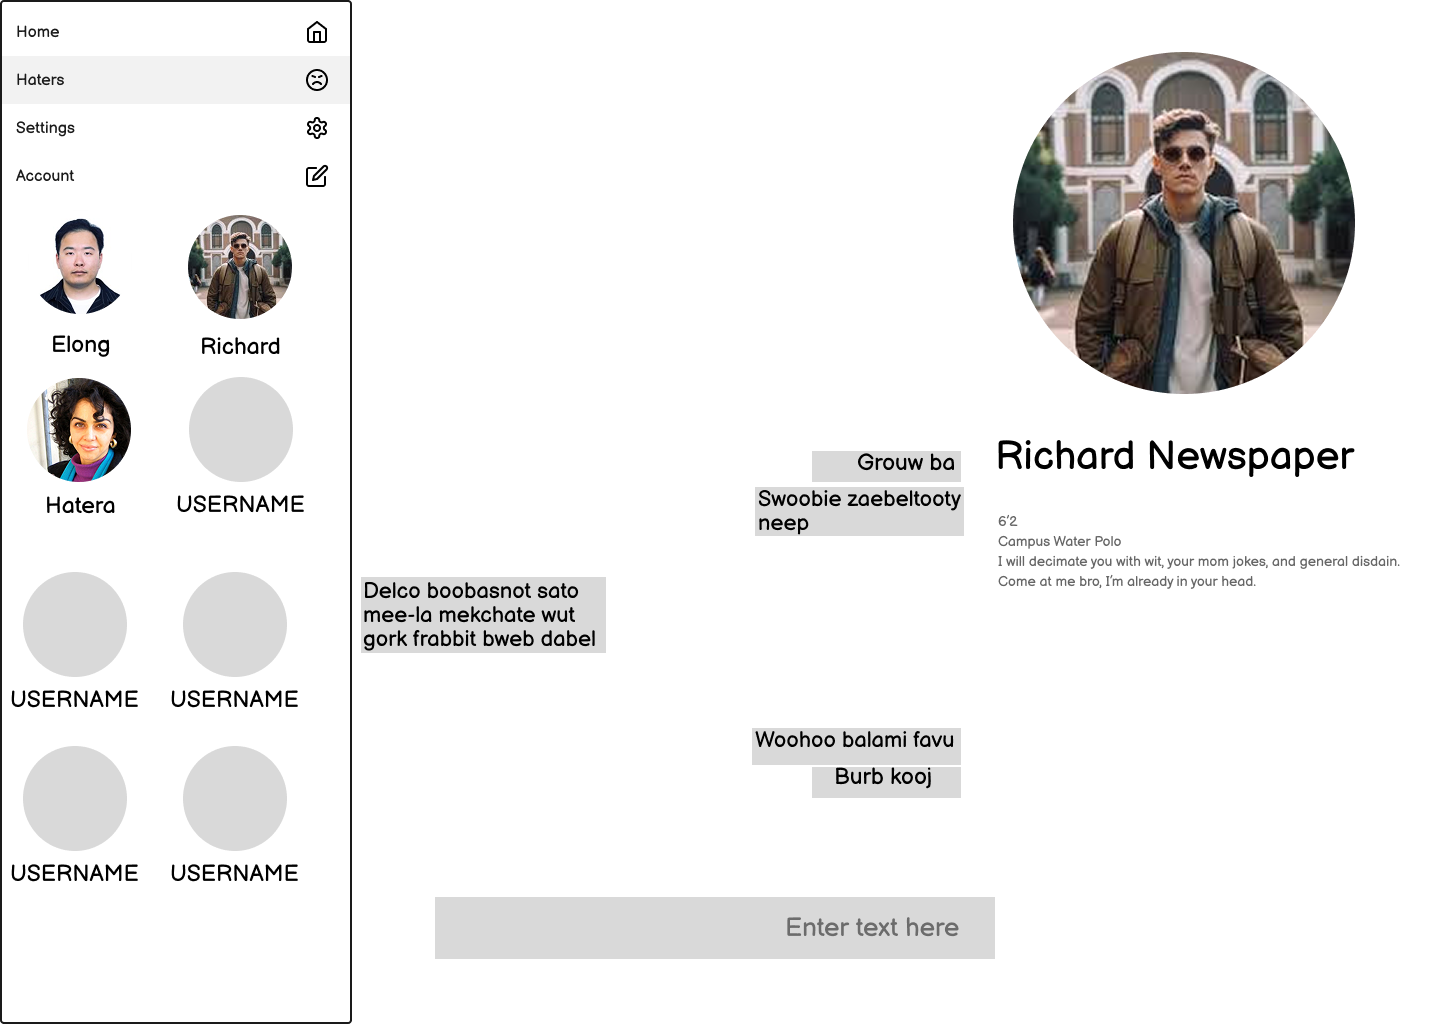 Home
Haters
Settings
Account
Elong
Richard
Hatera
USERNAME
USERNAME
USERNAME
USERNAME
USERNAME
Grouw ba
Swoobie zaebeltooty
neep
Delco boobasnot sato
mee-la mekchate wut
gork frabbit bweb dabel
Woohoo balami favu
Burb kooj
Enter text here
Richard Newspaper
6'2
Campus Water Polo
I will decimate you with wit, your mom jokes, and general disdain.
Come at me bro, I'm already in your head.